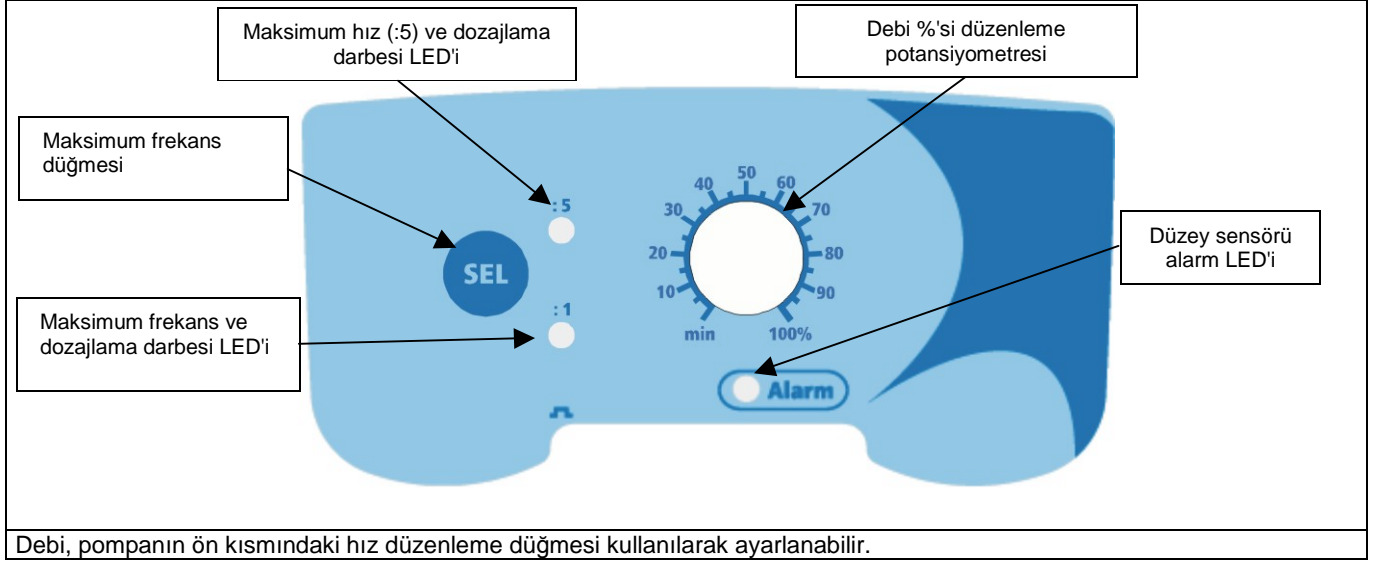 Maksimum hız (:5) ve dozajlama
darbesi LED'i
Debi %'si düzenleme
potansiyometresi
Maksimum frekans
düğmesi
Düzey sensörü
alarm LED'i
Maksimum frekans ve
dozajlama darbesi LED'i
: 5
SEL
: 1
min
10
20
30
40
50
60
70
80
90
100%
Alarm
Debi, pompanın ön kısmındaki hız düzenleme düğmesi kullanılarak ayarlanabilir.